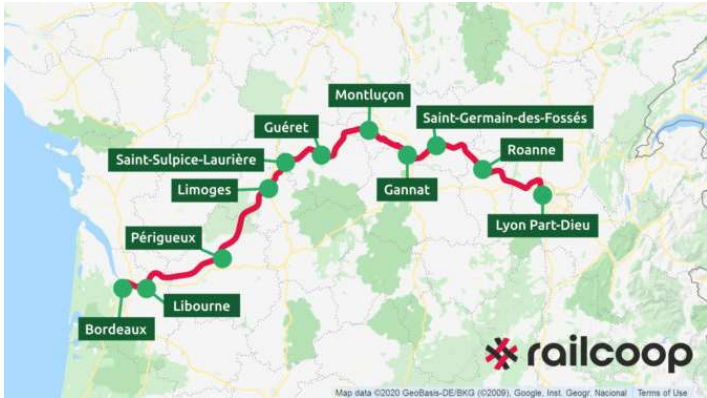 Montluçon
Saint-Germain-des-Fossés
Guéret
Roanne
Saint-Sulpice-Laurière
Gannat
Limoges
Lyon Part-Dieu
Périgueux
Libourne
Bordeaux
railcoop
Map data ©2020 GeoBasis-DE/BKG (©2009), Google, Inst. Geogr. Nacional Terms of Use